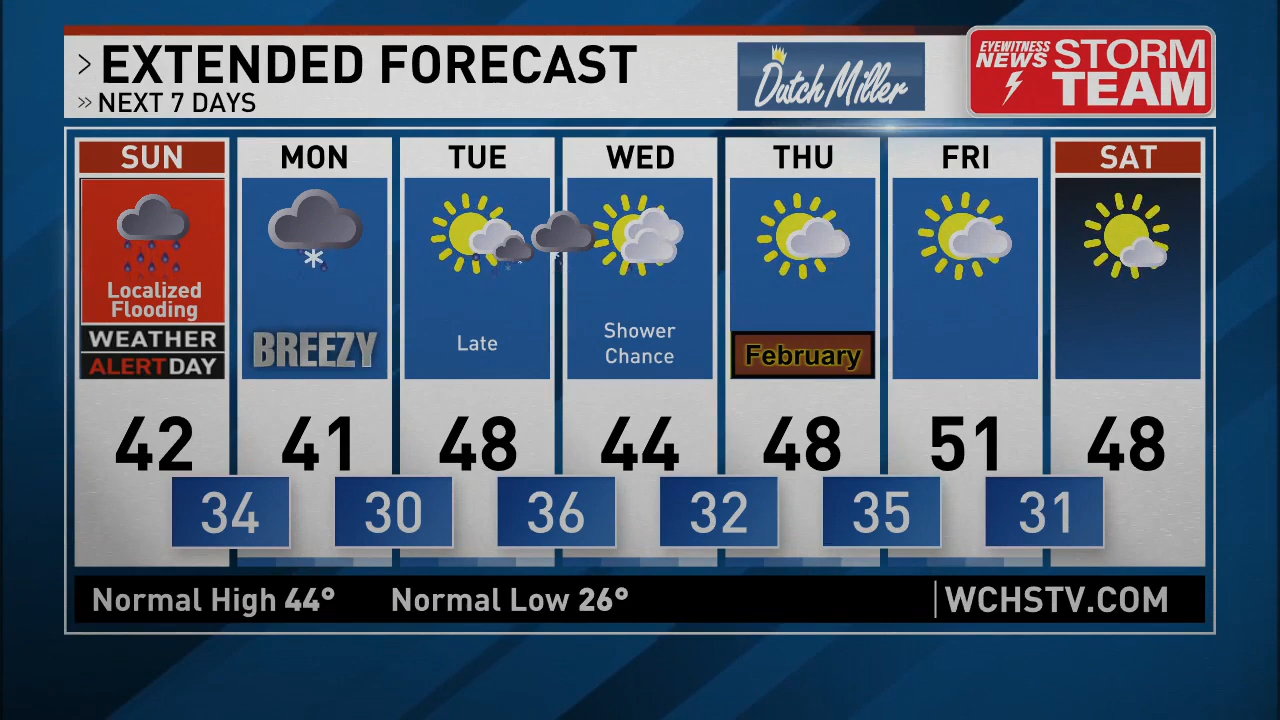 > EXTENDED FORECAST
» NEXT 7 DAYS
Dutch Miller
EYEWITNESS
NEWS
STORM
TEAM
SUN
MON
TUE
WED
THU
FRI
SAT
Localized
Flooding
WEATHER
ALERTDAY
BREEZY
Late
Shower
Chance
February
42
41
48
44
48
51
48
34
30
36
32
35
31
Normal High 44°
Normal Low 26°
WCHSTV.COM